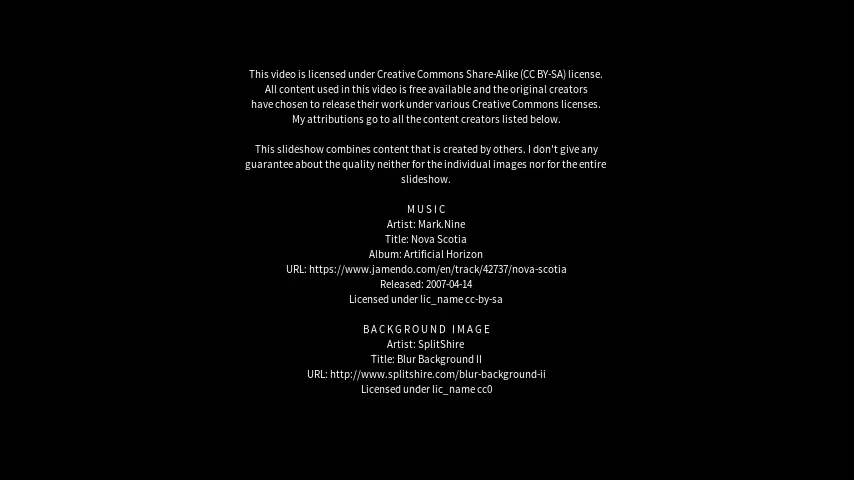 This video is licensed under Creative Commons Share-Alike (CC BY-SA) license.
All content used in this video is free available and the original creators
have chosen to release their work under various Creative Commons licenses.
My attributions go to all the content creators listed below.
This slideshow combines content that is created by others. I don't give any
guarantee about the quality neither for the individual images nor for the entire
slideshow.
MUSIC
Artist: Mark.Nine
Title: Nova Scotia
Album: Artificial Horizon
URL: https://www.jamendo.com/en/track/42737/nova-scotia
Released: 2007-04-14
Licensed under lic_name cc-by-sa
BACKGROUND IMAGE
Artist: SplitShire
Title: Blur Background II
URL: http://www.splitshire.com/blur-background-ii
Licensed under lic_name cc0